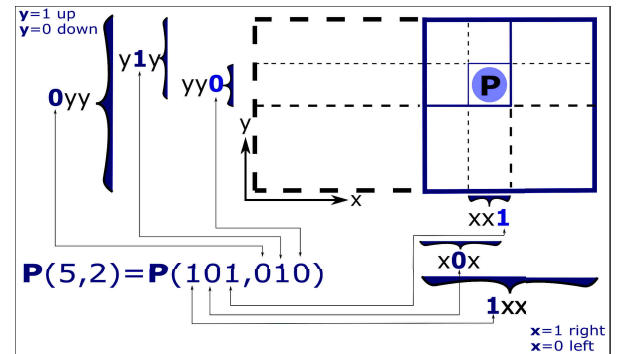 y=1 up
y=0 down
y1y
yy0
0yy
P
y
x
xx1
x0x
P(5,2)=P(101,010)
1xx
x=1 right
x=0 left